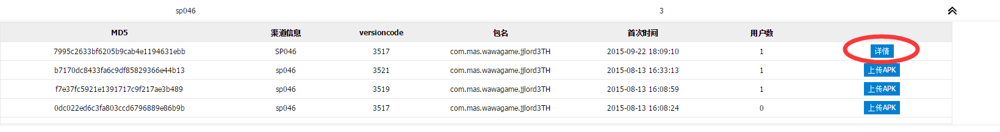 sp046 3
MD5 渠道信息 versioncode 包名 首次时间 用户数
7995c2633bf6205b9cab4e1194631ebb SP046 3517 com.mas.wawagame.jjlord3TH 2015-09-22 18:09:10 1 详情
b7170dc8433fa6c9df85829366e44b13 sp046 3521 com.mas.wawagame.jjlord3TH 2015-08-13 16:33:13 1 上传APK
f7e37fc5921e1391717c9f217ae3b489 sp046 3519 com.mas.wawagame.jjlord3TH 2015-08-13 16:08:59 1 上传APK
0dc022ed6c3fa803ccd6796889e86b9b sp046 3517 com.mas.wawagame.jjlord3TH 2015-08-13 16:08:24 0 上传APK